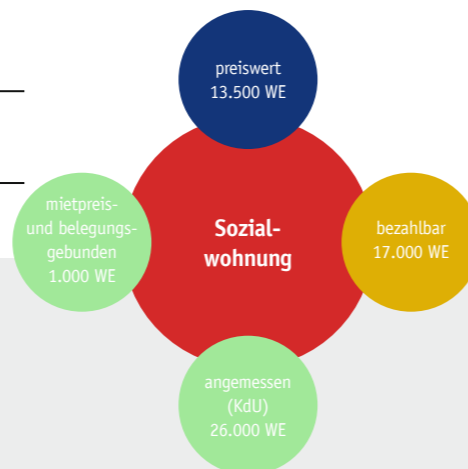 preiswert
13.500 WE
mietpreis-
und belegungs-
gebunden
1.000 WE
Sozial-
wohnung
bezahlbar
17.000 WE
angemessen
(KdU)
26.000 WE